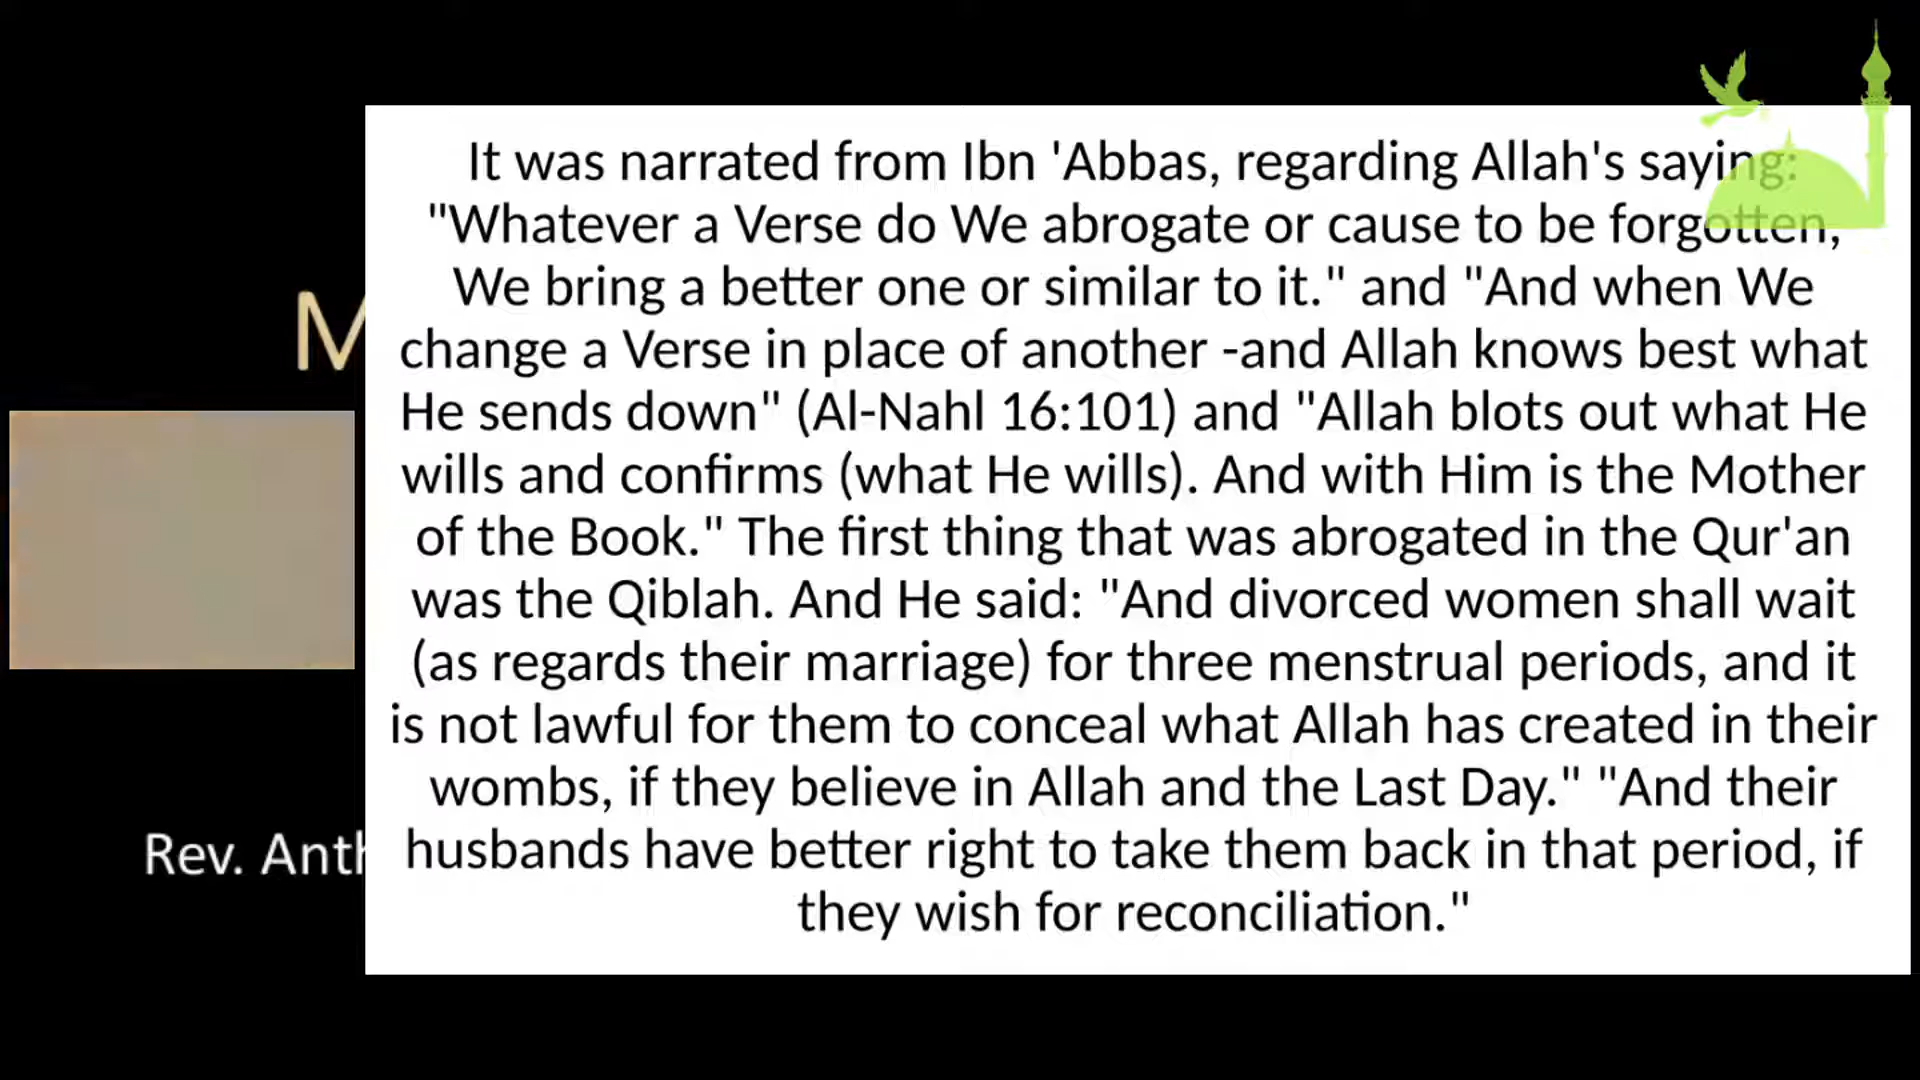 It was narrated from Ibn 'Abbas, regarding Allah's saying:
"Whatever a Verse do We abrogate or cause to be forgotten,
We bring a better one or similar to it." and "And when We
change a Verse in place of another -and Allah knows best what
He sends down" (Al-Nahl 16:101) and "Allah blots out what He
wills and confirms (what He wills). And with Him is the Mother
of the Book." The first thing that was abrogated in the Qur'an
was the Qiblah. And He said: "And divorced women shall wait
(as regards their marriage) for three menstrual periods, and it
is not lawful for them to conceal what Allah has created in their
wombs, if they believe in Allah and the Last Day." "And their
husbands have better right to take them back in that period, if
they wish for reconciliation."
M
Rev. Anth